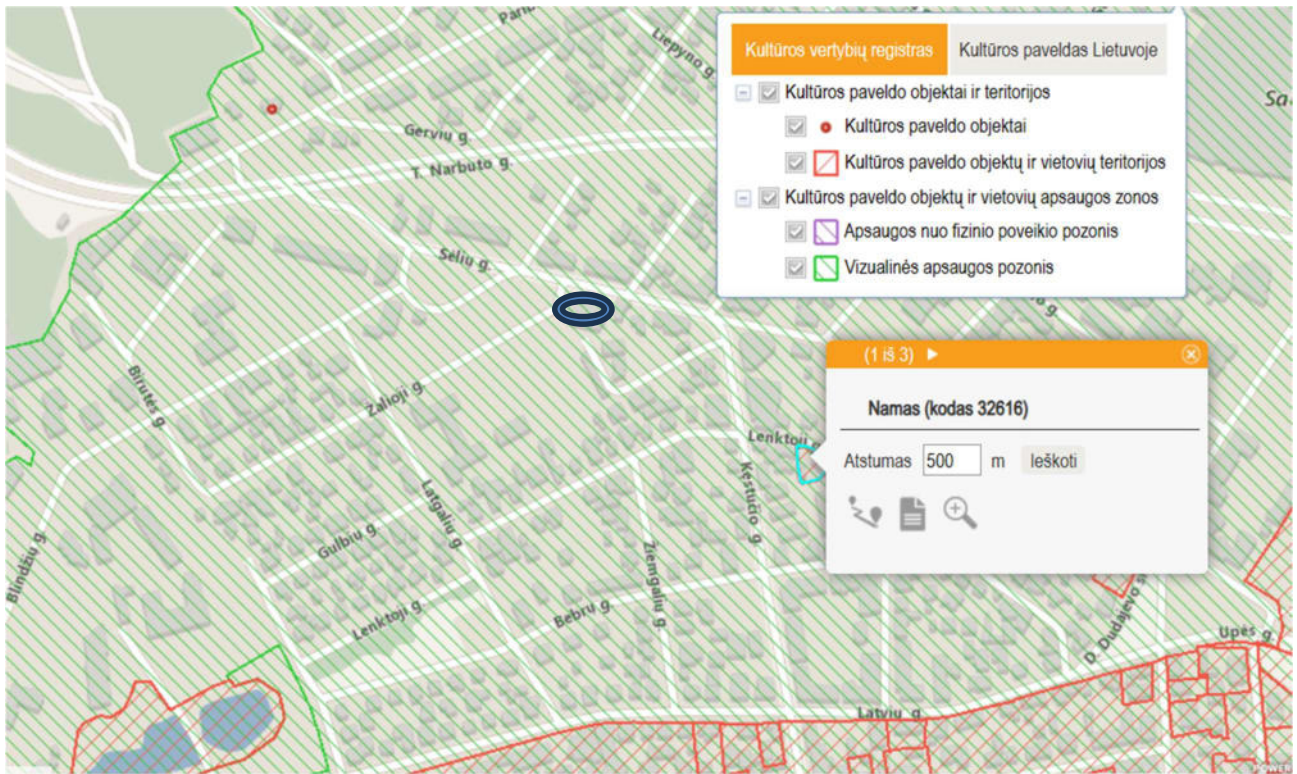 Kultūros vertybių registras
Kultūros paveldas Lietuvoje
Kultūros paveldo objektai ir teritorijos
Kultūros paveldo objektai
Kultūros paveldo objektų ir vietovių teritorijos
Kultūros paveldo objektų ir vietovių apsaugos zonos
Apsaugos nuo fizinio poveikio pozonis
Vizualinės apsaugos pozonis
Liepyno g.
Gervių g.
T. Narbuto g.
Sėlių g.
(1 iš 3)
Namas (kodas 32616)
Atstumas 500 m Ieškoti
Birutės g.
Žalioji g.
Lenktoji g.
Kęstučio g.
Latgalių g.
Gulbių g.
Blindžių g.
Žiemgalių g.
Lenktoji g.
Bebrų g.
D. Dudajevo
Upės g.
Latvių g.